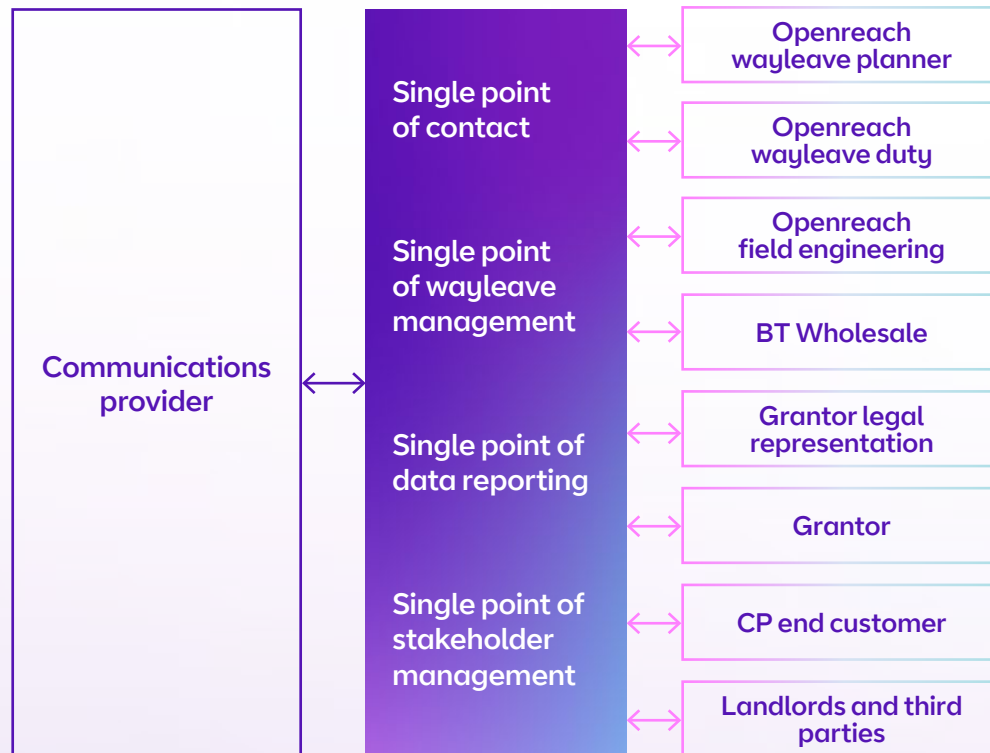 Communications
provider
Single point
of contact
Single point
of wayleave
management
Single point of
data reporting
Single point of
stakeholder
management
Openreach
wayleave planner
Openreach
wayleave duty
Openreach
field engineering
BT Wholesale
Grantor legal
representation
Grantor
CP end customer
Landlords and third
parties